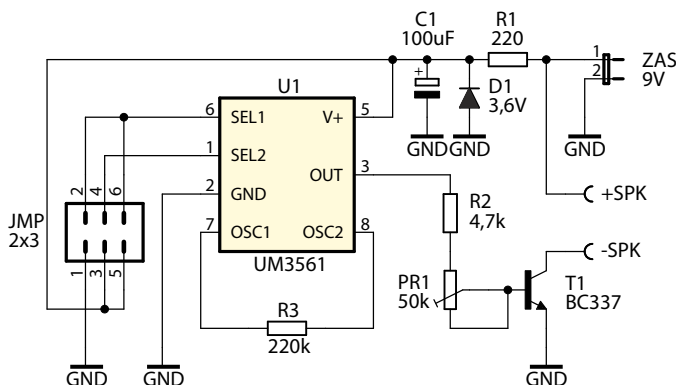 C1
100uF
+
R1
220
1
2
ZAS
9V
D1
3,6V
GND
GND
GND
U1
6
SEL1
V+
5
1
SEL2
OUT
3
2
GND
7
OSC1
OSC2
8
UM3561
2
4
6
JMP
2x3
1
3
5
R2
4,7k
+SPK
-SPK
PR1
50k
T1
BC337
R3
220k
GND
GND
GND